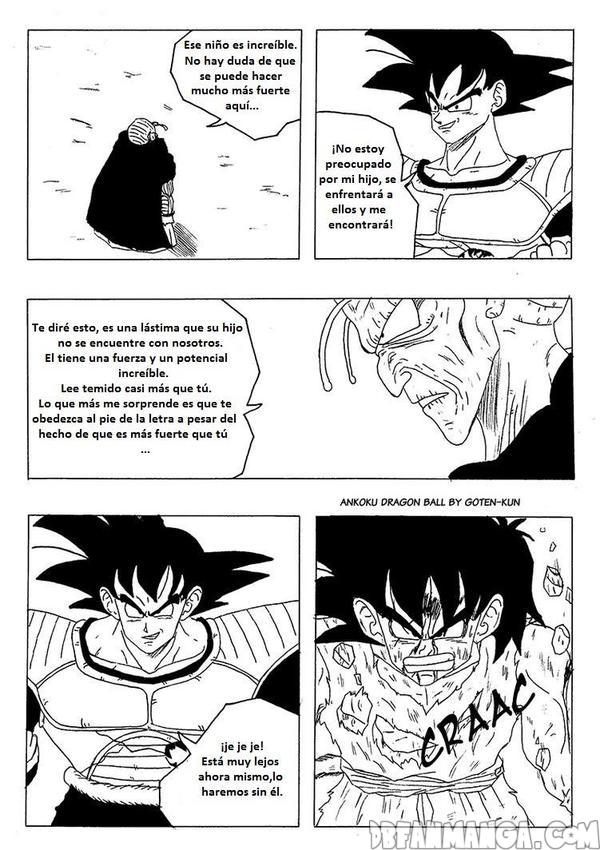 Ese niño es increíble.
No hay duda de que
se puede hacer
mucho más fuerte
aquí...
¡No estoy
preocupado
por mi hijo, se
enfrentará a
ellos y me
encontrará!
Te diré esto, es una lástima que su hijo
no se encuentre con nosotros.
El tiene una fuerza y un potencial
increíble.
Lee temido casi más que tú.
Lo que más me sorprende es que te
obedezca al pie de la letra a pesar del
hecho de que es más fuerte que tú
...
ANKOKU DRAGON BALL BY GOTEN-KUN
¡je je je!
Está muy lejos
ahora mismo,lo
haremos sin él.
CRAAC
DBFANMANGA.COM